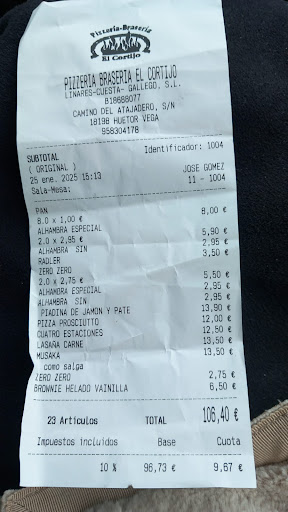 Pizzeria-Braseria
El Cortijo
PIZZERIA BRASERIA EL CORTIJO
LINARES-CUESTA- GALLEGO, S.L.
B18668077
CAMINO DEL ATAJADERO, S/N
18198 HUETOR VEGA
958304178
SUBTOTAL Identificador: 1004
( ORIGINAL )
25 ene. 2025 15:13 JOSE GOMEZ
Sala-Mesa: 11 - 1004
PAN 8,00 €
8.0 x 1,00 €
ALHAMBRA ESPECIAL 5,90 €
2.0 x 2,95 €
ALHAMBRA SIN 2,95 €
RADLER 3,50 €
ZERO ZERO 5,50 €
2.0 x 2,75 €
ALHAMBRA ESPECIAL 2,95 €
ALHAMBRA SIN 2,95 €
PIADINA DE JAMON Y PATE 13,90 €
PIZZA PROSCIUTTO 12,00 €
CUATRO ESTACIONES 12,50 €
LASAÑA CARNE 13,50 €
MUSAKA 13,50 €
como salga
ZERO ZERO 2,75 €
BROWNIE HELADO VAINILLA 6,50 €
23 Artículos TOTAL 106,40 €
Impuestos incluidos Base Cuota
10 % 96,73 € 9,67 €